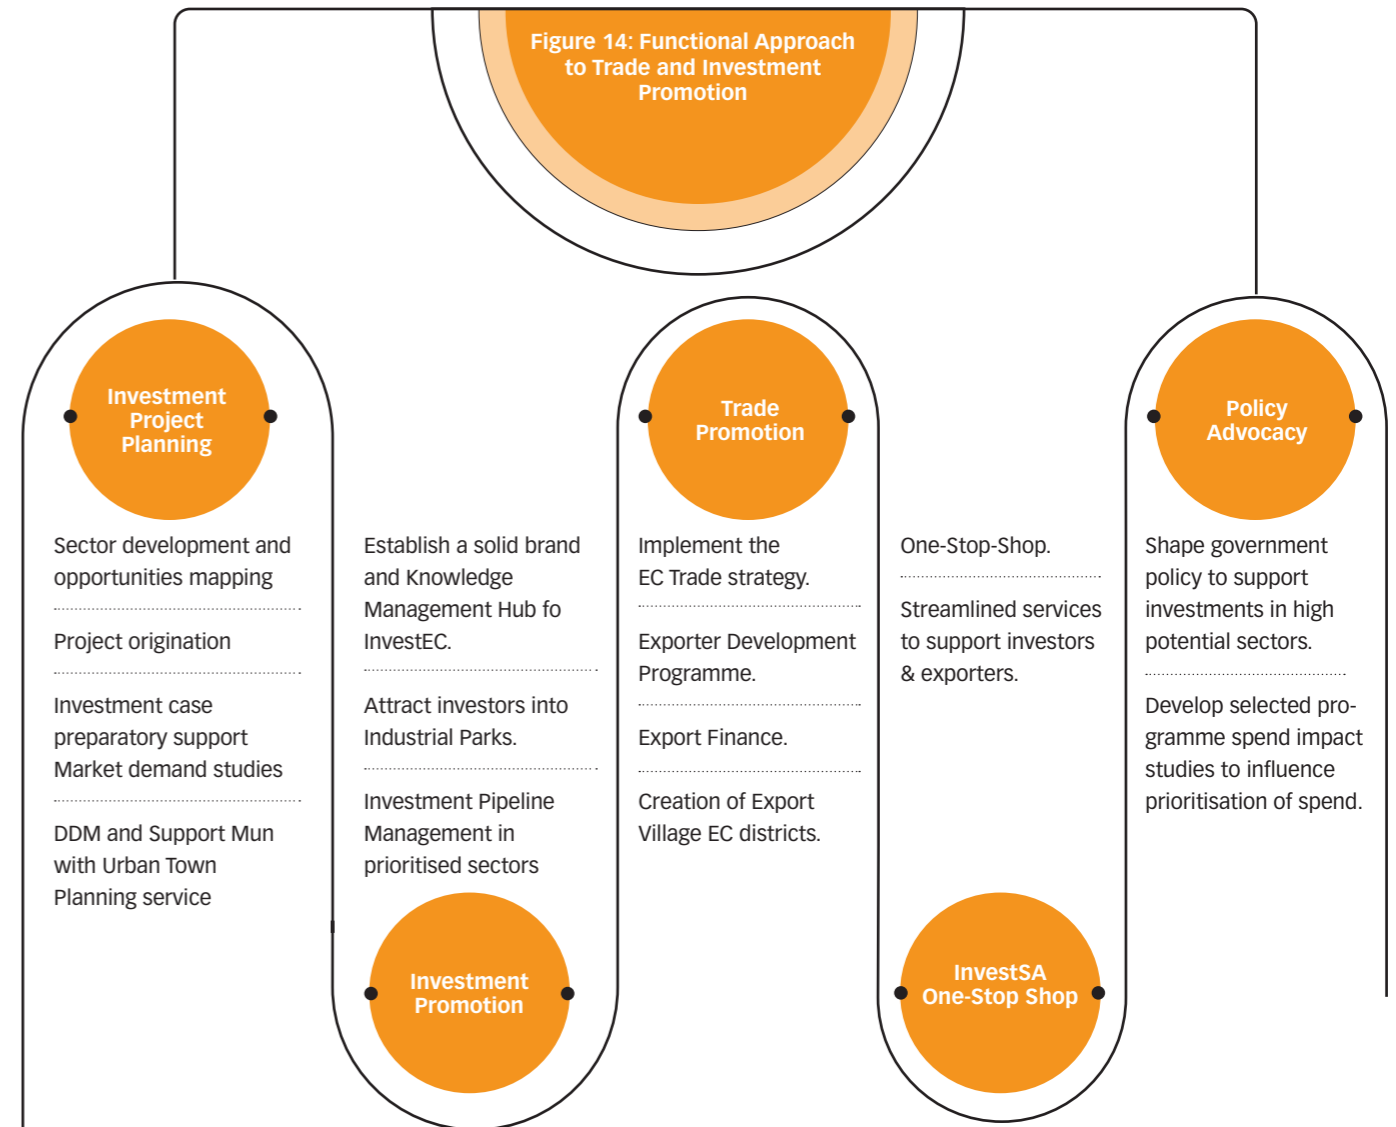 Figure 14: Functional Approach
to Trade and Investment
Promotion
Investment
Project
Planning
Sector development and
opportunities mapping
Project origination
Investment case
preparatory support
Market demand studies
DDM and Support Mun
with Urban Town
Planning service
Establish a solid brand
and Knowledge
Management Hub fo
InvestEC.
Attract investors into
Industrial Parks.
Investment Pipeline
Management in
prioritised sectors
Investment
Promotion
Trade
Promotion
Implement the
EC Trade strategy.
Exporter Development
Programme.
Export Finance.
Creation of Export
Village EC districts.
One-Stop-Shop.
Streamlined services
to support investors
& exporters.
InvestSA
One-Stop Shop
Policy
Advocacy
Shape government
policy to support
investments in high
potential sectors.
Develop selected pro-
gramme spend impact
studies to influence
prioritisation of spend.